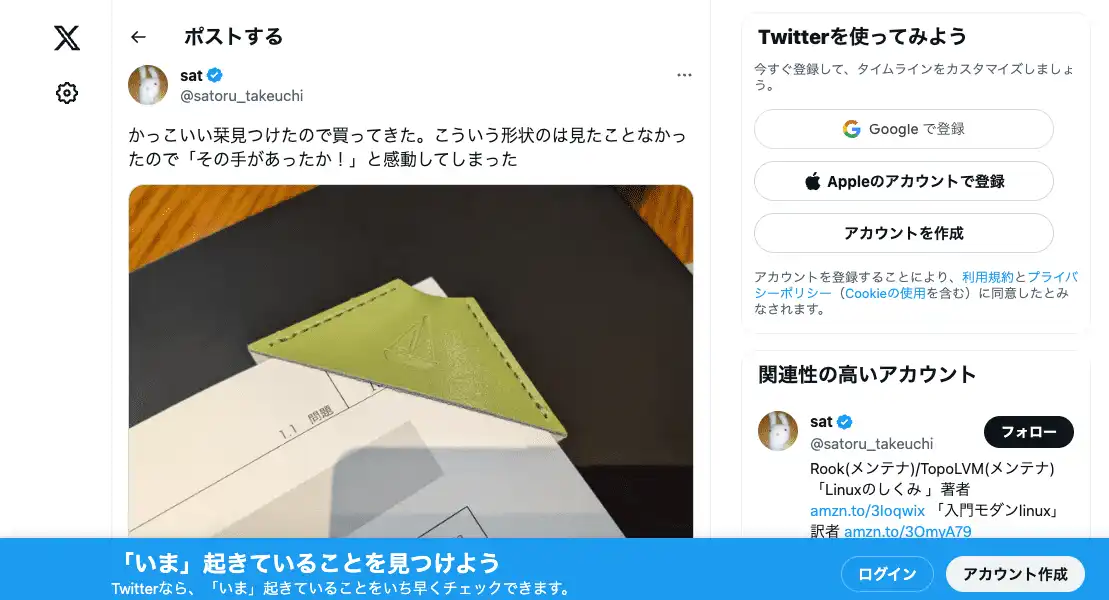 ポストする
sat
@satoru_takeuchi
かっこいい栞見つけたので買ってきた。こういう形状のは見たことなかっ
たので「その手があったか！」と感動してしまった
1.1 問題
Twitterを使ってみよう
今すぐ登録して、タイムラインをカスタマイズしましょ
う。
Google で登録
Appleのアカウントで登録
アカウントを作成
アカウントを登録することにより、利用規約とプライバ
シーポリシー（Cookieの使用を含む）に同意したとみ
なされます。
関連性の高いアカウント
sat
@satoru_takeuchi
フォロー
Rook(メンテナ)/TopoLVM(メンテナ)
「Linuxのしくみ 」著者
amzn.to/3Ioqwix 「入門モダンlinux」
訳者 amzn.to/3OmyA79
「いま」起きていることを見つけよう
Twitterなら、「いま」起きていることをいち早くチェックできます。
ログイン
アカウント作成